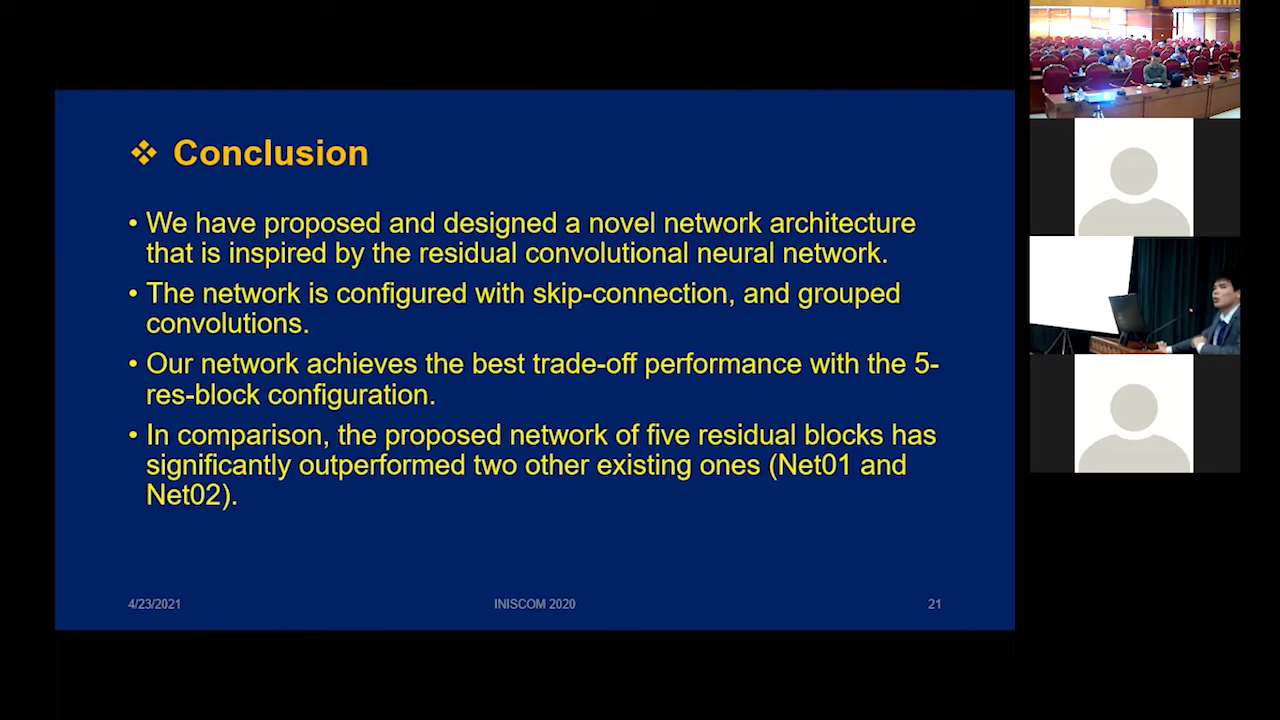 ❖ Conclusion
• We have proposed and designed a novel network architecture
that is inspired by the residual convolutional neural network.
• The network is configured with skip-connection, and grouped
convolutions.
• Our network achieves the best trade-off performance with the 5-
res-block configuration.
• In comparison, the proposed network of five residual blocks has
significantly outperformed two other existing ones (Net01 and
Net02).
4/23/2021
INISCOM 2020
21